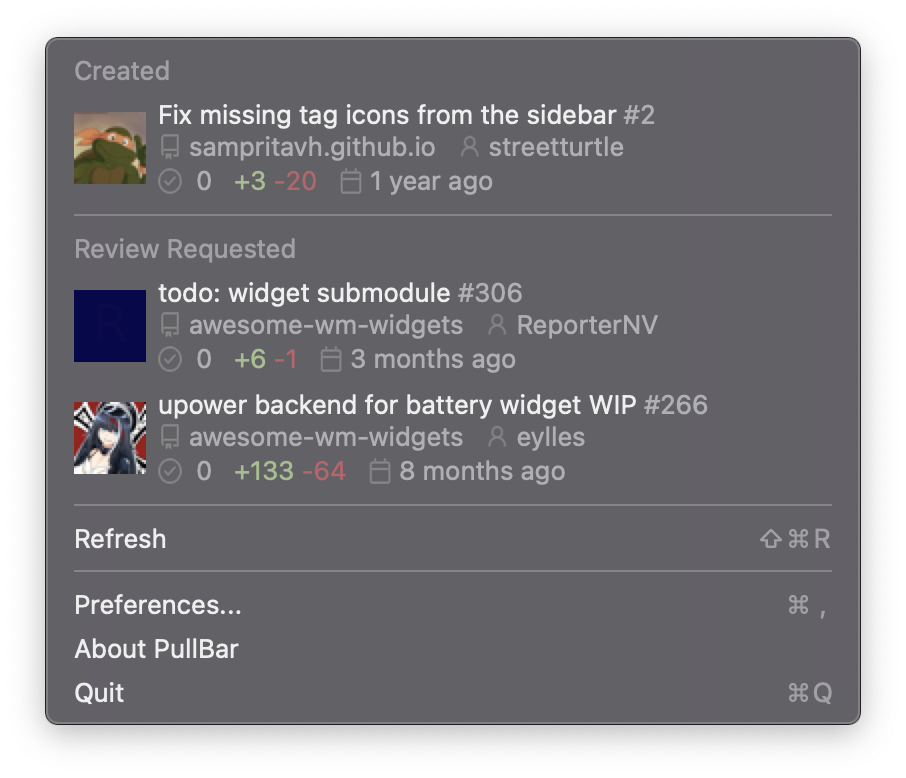 Created
Fix missing tag icons from the sidebar #2
sampritavh.github.io streetturtle
0 +3 -20 1 year ago
Review Requested
R
todo: widget submodule #306
awesome-wm-widgets ReporterNV
0 +6 -1 3 months ago
upower backend for battery widget WIP #266
awesome-wm-widgets eylles
0 +133 -64 8 months ago
Refresh ⇧⌘R
Preferences... ⌘,
About PullBar
Quit ⌘Q